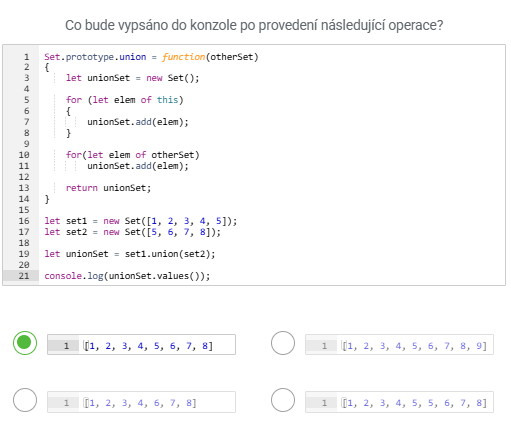 Co bude vypsáno do konzole po provedení následující operace?
1 Set.prototype.union = function(otherSet)
2 {
3 let unionSet = new Set();
4
5 for (let elem of this)
6 {
7 unionSet.add(elem);
8 }
9
10 for(let elem of otherSet)
11 unionSet.add(elem);
12
13 return unionSet;
14 }
15
16 let set1 = new Set([1, 2, 3, 4, 5]);
17 let set2 = new Set([5, 6, 7, 8]);
18
19 let unionSet = set1.union(set2);
20
21 console.log(unionSet.values());
1 [1, 2, 3, 4, 5, 6, 7, 8]
1 [1, 2, 3, 4, 5, 6, 7, 8, 9]
1 [1, 2, 3, 4, 6, 7, 8]
1 [1, 2, 3, 4, 5, 5, 6, 7, 8]